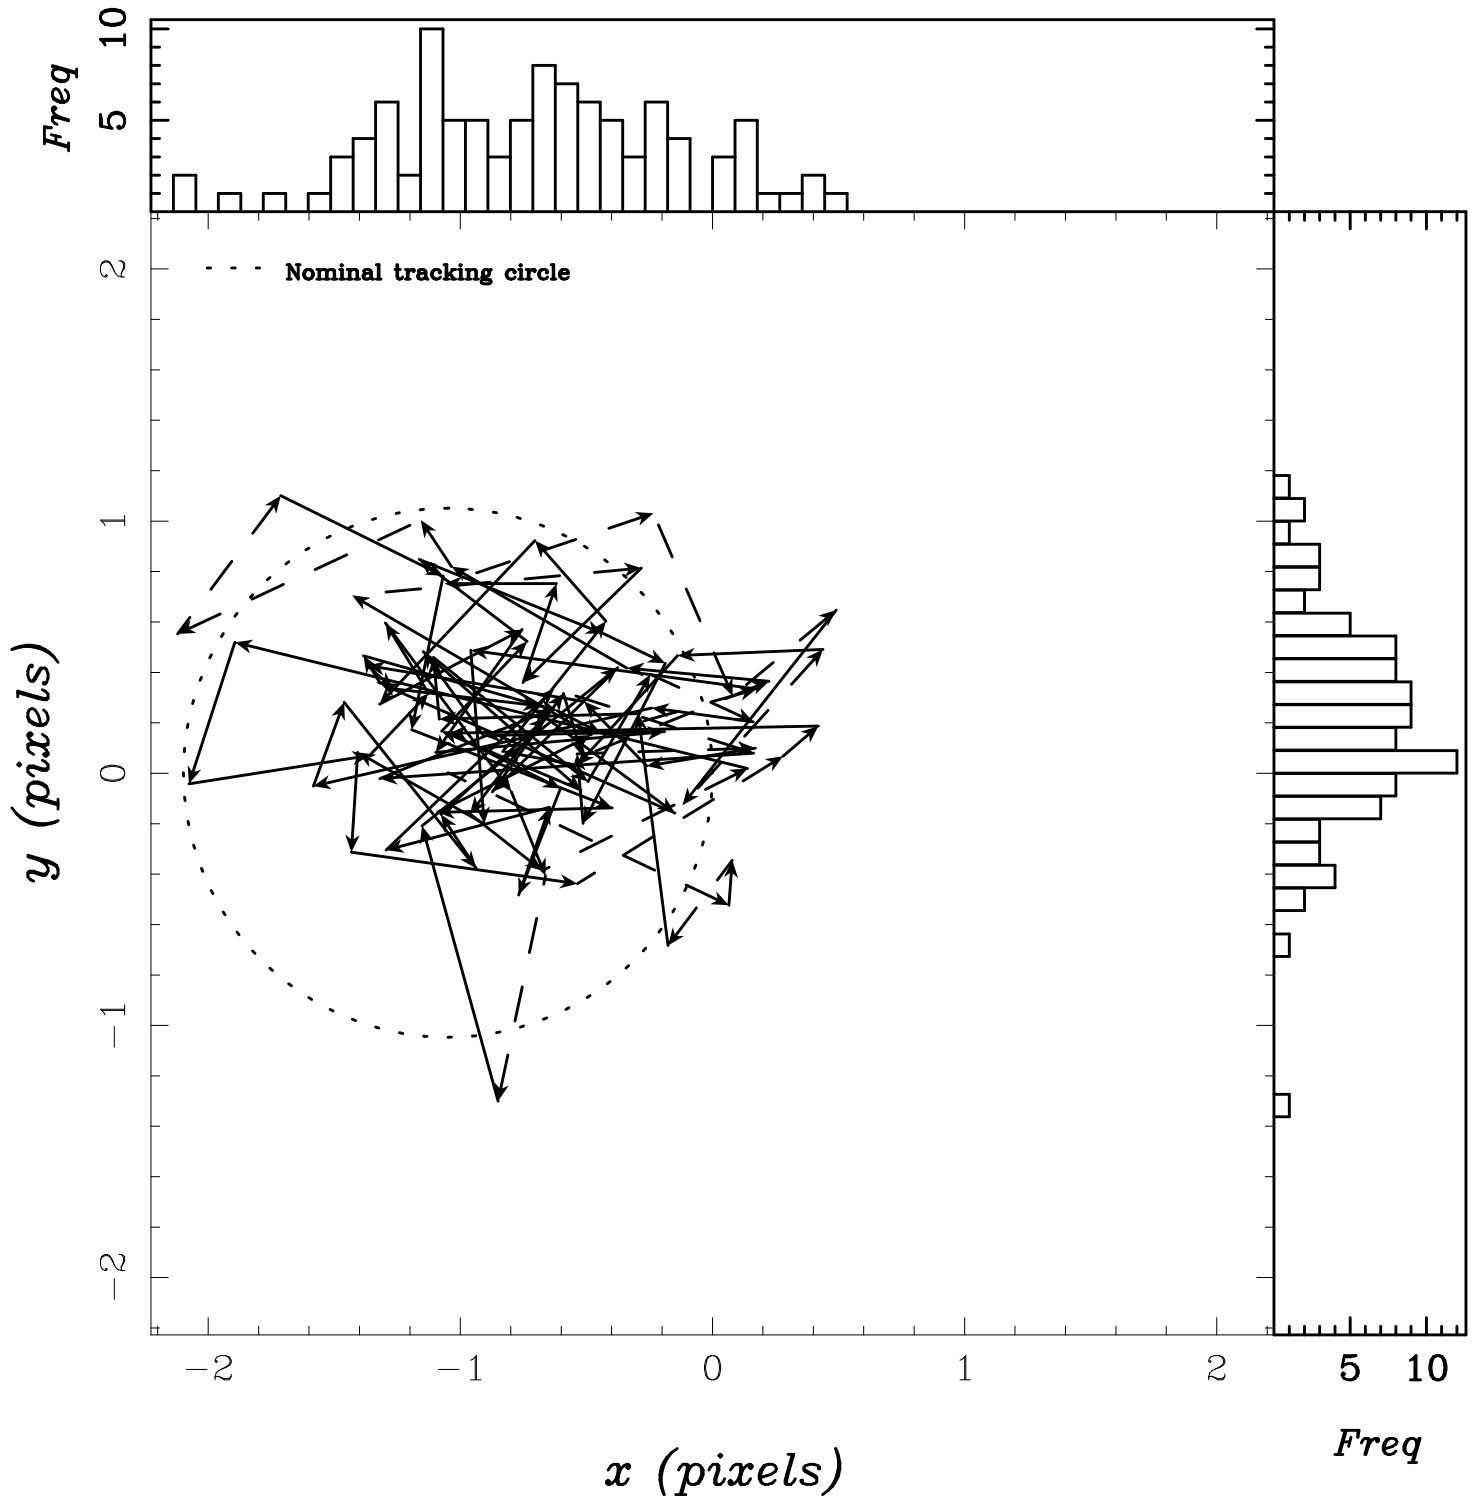 Freq
10
5
Nominal tracking circle
y (pixels)
2
1
0
−1
−2
−2 −1 0 1 2
5 10
x (pixels)
Freq